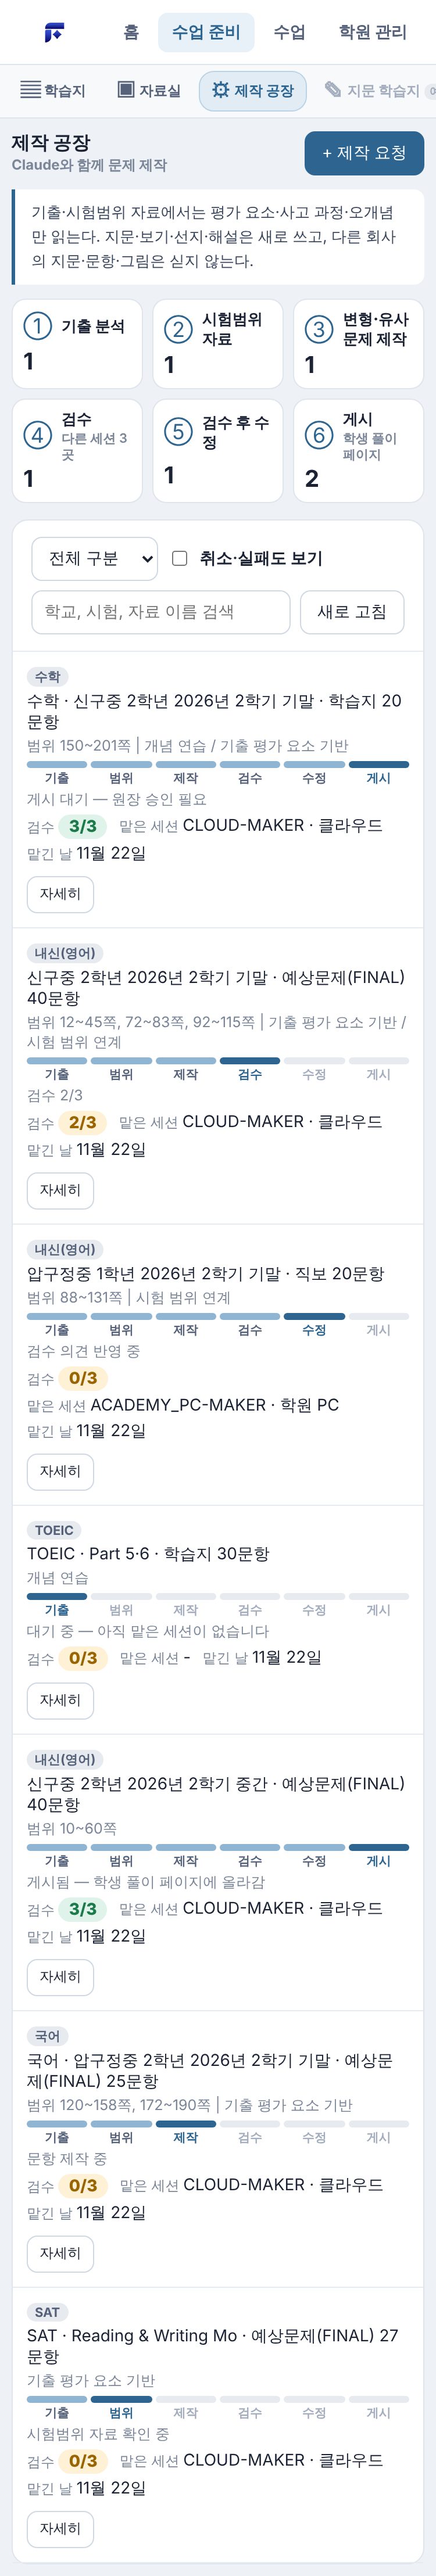 홈 수업 준비 수업 학원 관리
학습지 자료실 제작 공장 지문 학습지
제작 공장
Claude와 함께 문제 제작
+ 제작 요청
기출·시험범위 자료에서는 평가 요소·사고 과정·오개념
만 읽는다. 지문·보기·선지·해설은 새로 쓰고, 다른 회사
의 지문·문항·그림은 싣지 않는다.
① 기출 분석
1
② 시험범위
자료
1
③ 변형·유사
문제 제작
1
④ 검수
다른 세션 3
곳
1
⑤ 검수 후 수
정
1
⑥ 게시
학생 풀이
페이지
2
전체 구분 취소·실패도 보기
학교, 시험, 자료 이름 검색 새로 고침
수학
수학 · 신구중 2학년 2026년 2학기 기말 · 학습지 20
문항
범위 150~201쪽 | 개념 연습 / 기출 평가 요소 기반
기출 범위 제작 검수 수정 게시
게시 대기 — 원장 승인 필요
검수 3/3 맡은 세션 CLOUD-MAKER · 클라우드
맡긴 날 11월 22일
자세히
내신(영어)
신구중 2학년 2026년 2학기 기말 · 예상문제(FINAL)
40문항
범위 12~45쪽, 72~83쪽, 92~115쪽 | 기출 평가 요소 기반 /
시험 범위 연계
기출 범위 제작 검수 수정 게시
검수 2/3
검수 2/3 맡은 세션 CLOUD-MAKER · 클라우드
맡긴 날 11월 22일
자세히
내신(영어)
압구정중 1학년 2026년 2학기 기말 · 직보 20문항
범위 88~131쪽 | 시험 범위 연계
기출 범위 제작 검수 수정 게시
검수 의견 반영 중
검수 0/3
맡은 세션 ACADEMY_PC-MAKER · 학원 PC
맡긴 날 11월 22일
자세히
TOEIC
TOEIC · Part 5·6 · 학습지 30문항
개념 연습
기출 범위 제작 검수 수정 게시
대기 중 — 아직 맡은 세션이 없습니다
검수 0/3 맡은 세션 - 맡긴 날 11월 22일
자세히
내신(영어)
신구중 2학년 2026년 2학기 중간 · 예상문제(FINAL)
40문항
범위 10~60쪽
기출 범위 제작 검수 수정 게시
게시됨 — 학생 풀이 페이지에 올라감
검수 3/3 맡은 세션 CLOUD-MAKER · 클라우드
맡긴 날 11월 22일
자세히
국어
국어 · 압구정중 2학년 2026년 2학기 기말 · 예상문
제(FINAL) 25문항
범위 120~158쪽, 172~190쪽 | 기출 평가 요소 기반
기출 범위 제작 검수 수정 게시
문항 제작 중
검수 0/3 맡은 세션 CLOUD-MAKER · 클라우드
맡긴 날 11월 22일
자세히
SAT
SAT · Reading & Writing Mo · 예상문제(FINAL) 27
문항
기출 평가 요소 기반
기출 범위 제작 검수 수정 게시
시험범위 자료 확인 중
검수 0/3 맡은 세션 CLOUD-MAKER · 클라우드
맡긴 날 11월 22일
자세히